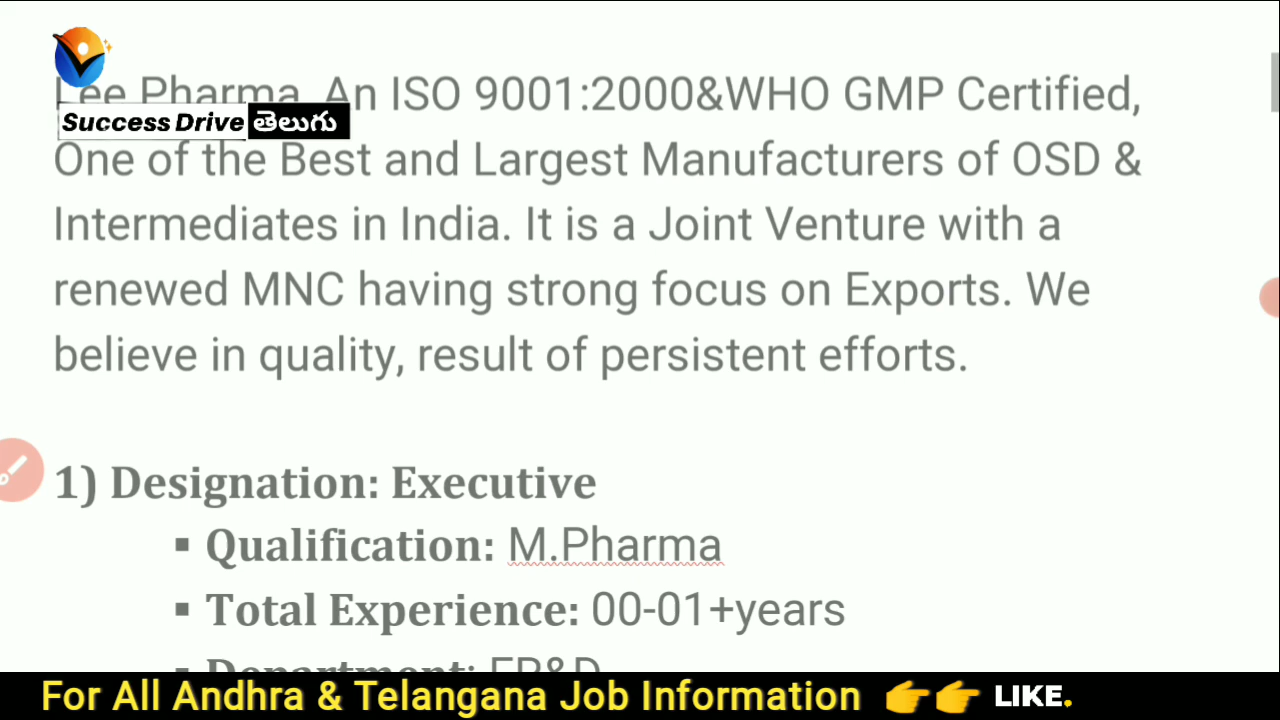 Lee Pharma, An ISO 9001:2000&WHO GMP Certified,
Success Drive తెలుగు
One of the Best and Largest Manufacturers of OSD &
Intermediates in India. It is a Joint Venture with a
renewed MNC having strong focus on Exports. We
believe in quality, result of persistent efforts.
1) Designation: Executive
▪ Qualification: M.Pharma
▪ Total Experience: 00-01+years
▪ Department: FR&D
For All Andhra & Telangana Job Information 👉👉 LIKE.